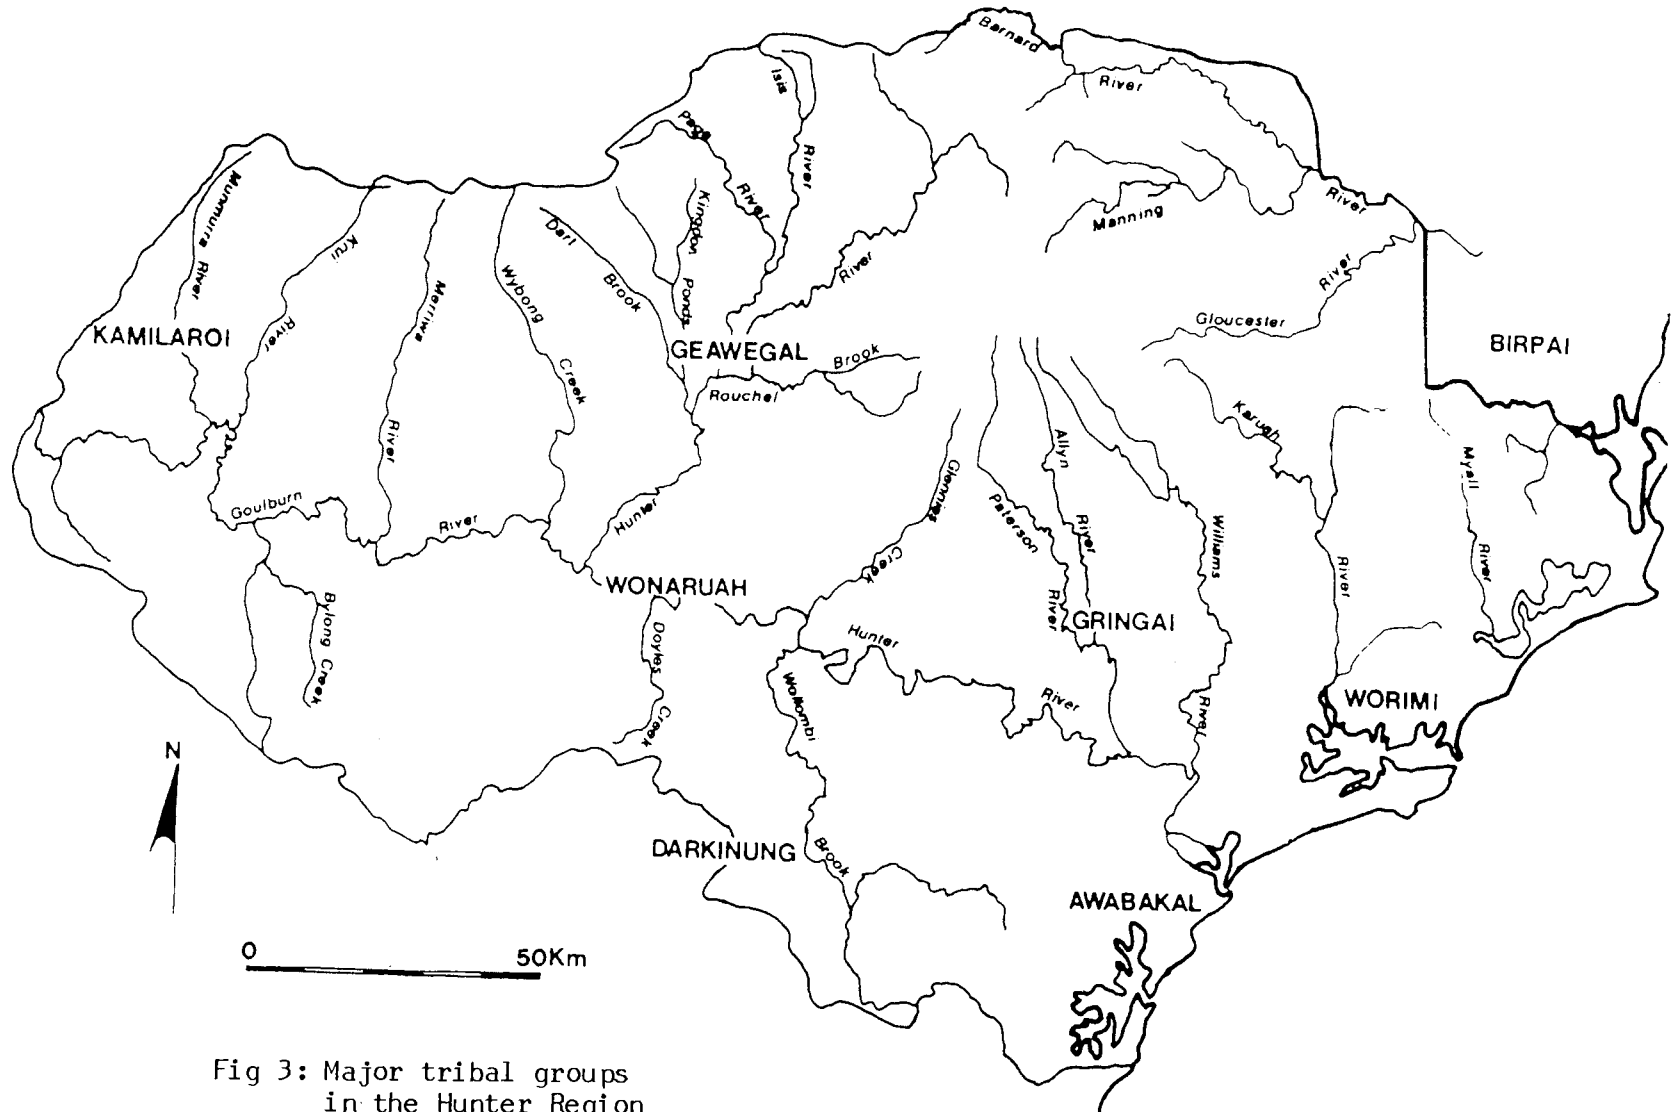 Barnard
River
Isis
River
Page
River
Kingdon
Ponds
River
Manning
River
River
Gloucester
Munmurra
River
Krui
River
Merriwa
River
Wybong
Creek
Dart
Brook
KAMILAROI
GEAWEGAL
BIRPAI
Rouchel
Brook
Goulburn
River
Hunter
Glennies
Creek
Paterson
River
Allyn
River
Williams
River
Karuah
River
Myall
River
WONARUAH
Bylong
Creek
Doyles
Creek
Hunter
River
GRINGAI
WORIMI
Wollombi
Brook
N
DARKINUNG
AWABAKAL
0
50Km
Fig 3: Major tribal groups
in the Hunter Region